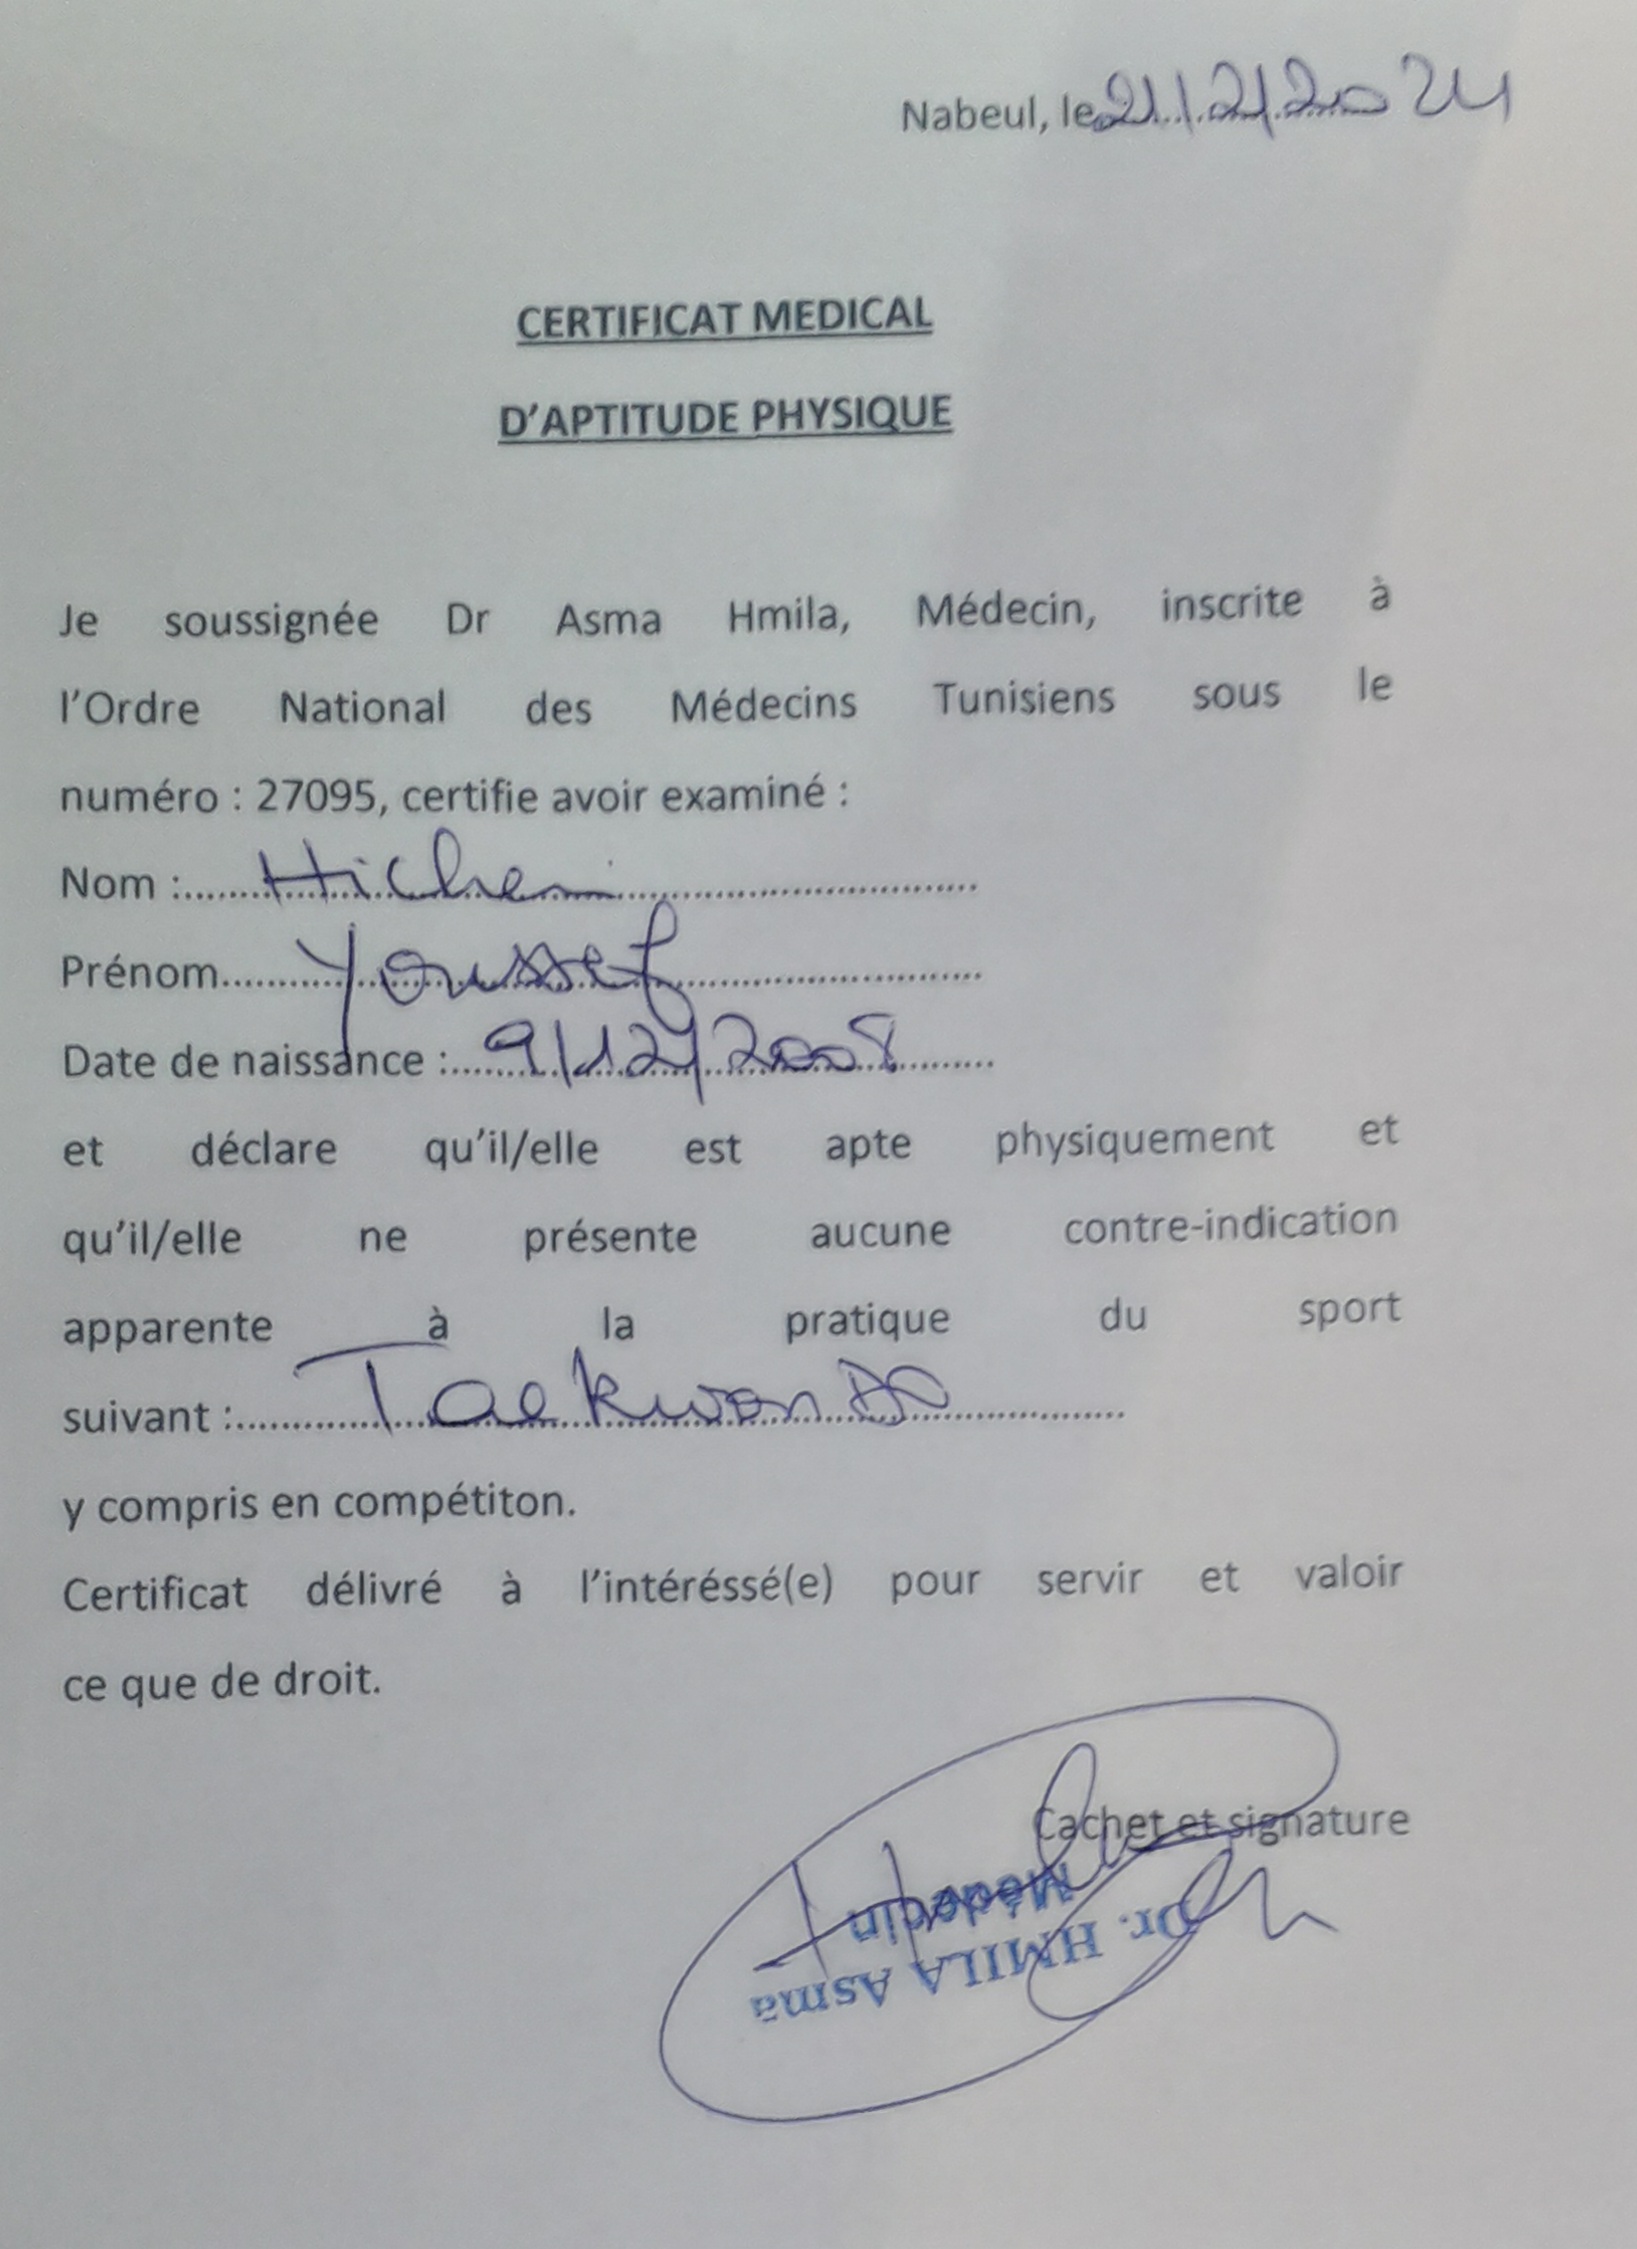 Nabeul, le 21/2/2024
CERTIFICAT MEDICAL
D'APTITUDE PHYSIQUE
Je soussignée Dr Asma Hmila, Médecin, inscrite à
l'Ordre National des Médecins Tunisiens sous le
numéro : 27095, certifie avoir examiné :
Nom : Hichem
Prénom Youssef
Date de naissance : 9/12/2008
et déclare qu'il/elle est apte physiquement et
qu'il/elle ne présente aucune contre-indication
apparente à la pratique du sport
suivant : TaekwonDO
y compris en compétiton.
Certificat délivré à l'intéréssé(e) pour servir et valoir
ce que de droit.
Cachet et signature
Dr. HMILA Asma
Médecin